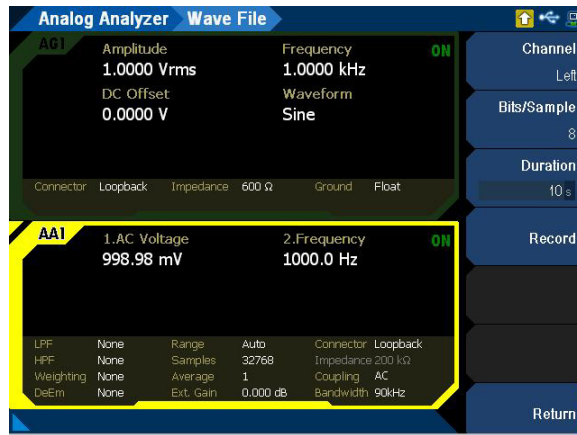 Analog Analyzer Wave File
AG1
Amplitude Frequency ON
1.0000 Vrms 1.0000 kHz
DC Offset Waveform
0.0000 V Sine
Connector Loopback Impedance 600 Ω Ground Float
AA1
1.AC Voltage 2.Frequency ON
998.98 mV 1000.0 Hz
LPF None Range Auto Connector Loopback
HPF None Samples 32768 Impedance 200 kΩ
Weighting None Average 1 Coupling AC
DeEm None Ext. Gain 0.000 dB Bandwidth 90kHz
Channel
Left
Bits/Sample
8
Duration
10 s
Record
Return